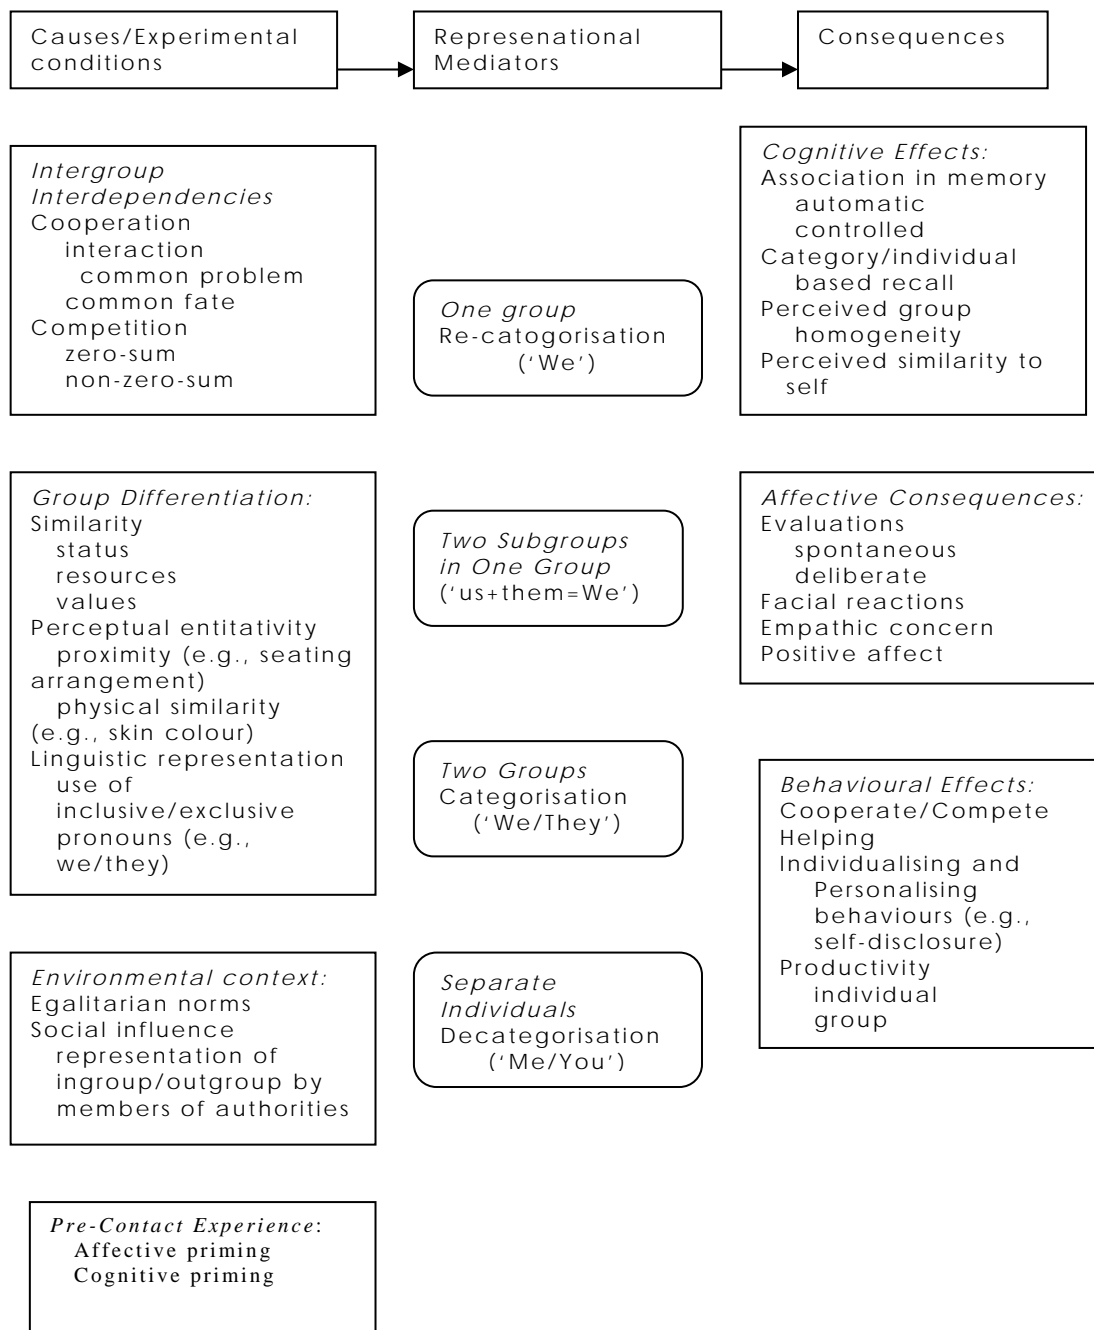 Causes/Experimental
conditions
Represenational
Mediators
Consequences
Intergroup
Interdependencies
Cooperation
interaction
common problem
common fate
Competition
zero-sum
non-zero-sum
Group Differentiation:
Similarity
status
resources
values
Perceptual entitativity
proximity (e.g., seating
arrangement)
physical similarity
(e.g., skin colour)
Linguistic representation
use of
inclusive/exclusive
pronouns (e.g.,
we/they)
Environmental context:
Egalitarian norms
Social influence
representation of
ingroup/outgroup by
members of authorities
Pre-Contact Experience:
Affective priming
Cognitive priming
One group
Re-catogorisation
('We')
Two Subgroups
in One Group
('us+them=We')
Two Groups
Categorisation
('We/They')
Separate
Individuals
Decategorisation
('Me/You')
Cognitive Effects:
Association in memory
automatic
controlled
Category/individual
based recall
Perceived group
homogeneity
Perceived similarity to
self
Affective Consequences:
Evaluations
spontaneous
deliberate
Facial reactions
Empathic concern
Positive affect
Behavioural Effects:
Cooperate/Compete
Helping
Individualising and
Personalising
behaviours (e.g.,
self-disclosure)
Productivity
individual
group